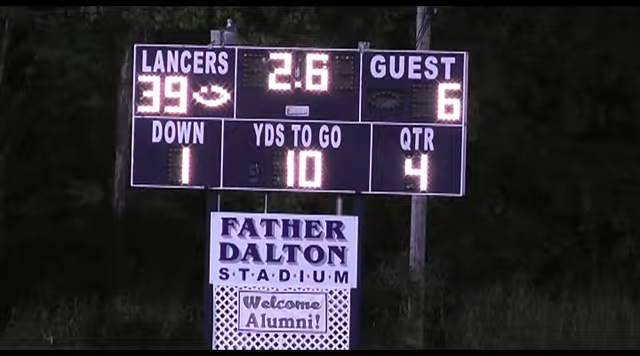 LANCERS 2.6 GUEST
39 6
DOWN YDS TO GO QTR
1 10 4
FATHER
DALTON
S·T·A·D·I·U·M
Welcome
Alumni!